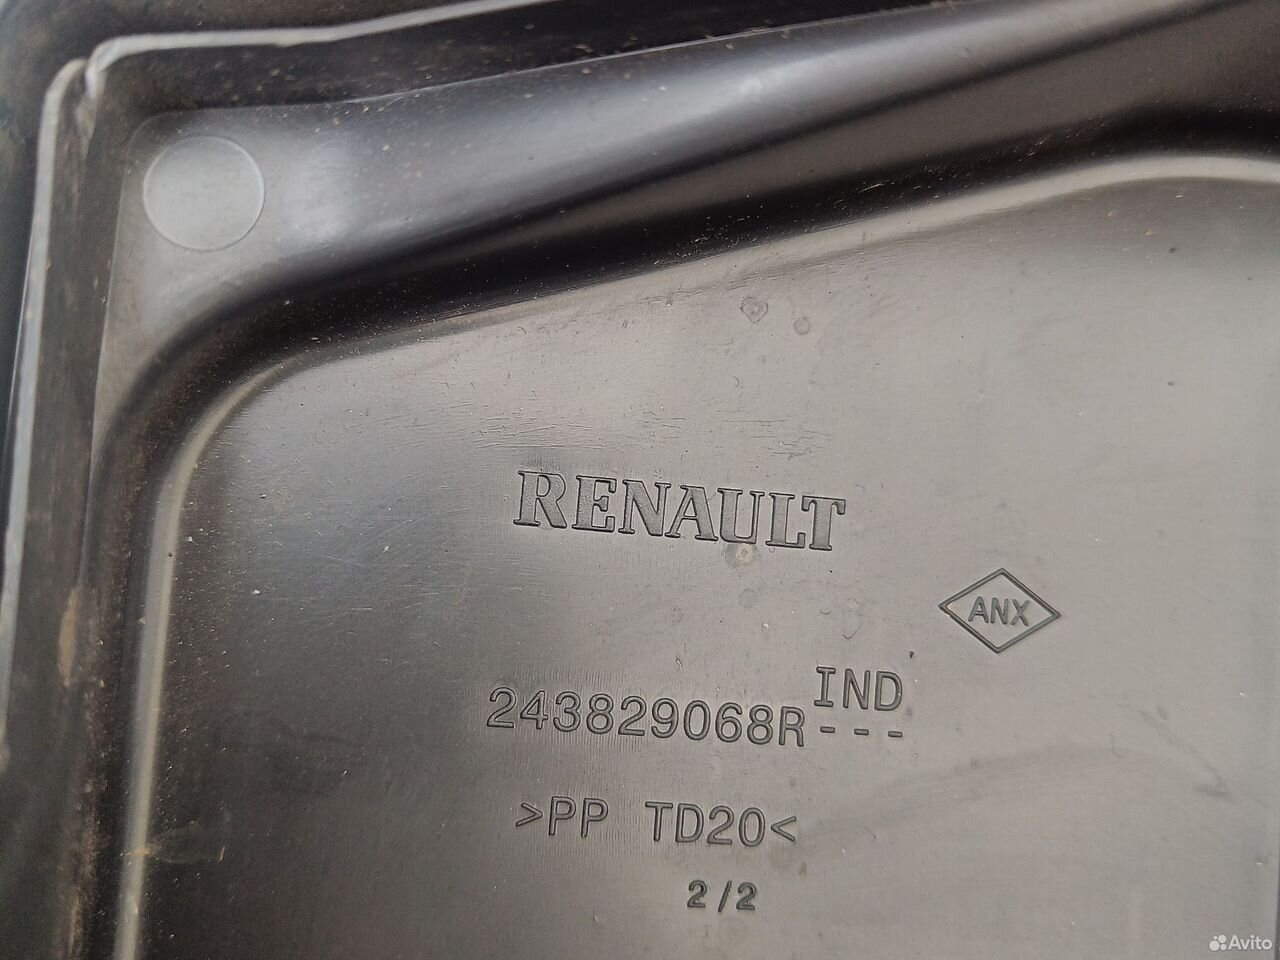 RENAULT
ANX
IND
243829068R---
>PP TD20<
2/2
Avito